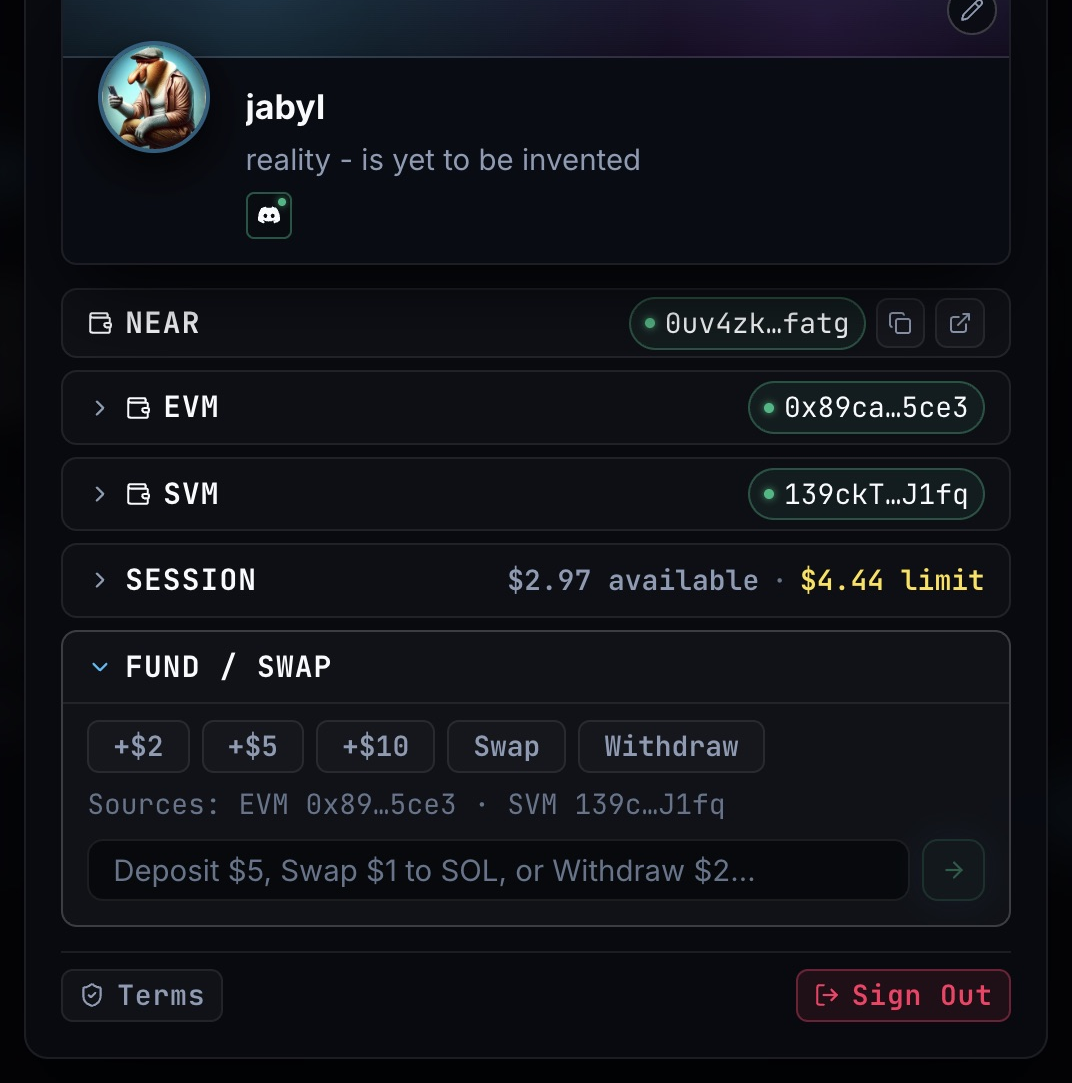 jabyl
reality - is yet to be invented
NEAR 0uv4zk…fatg
EVM 0x89ca…5ce3
SVM 139ckT…J1fq
SESSION $2.97 available · $4.44 limit
FUND / SWAP
+$2 +$5 +$10 Swap Withdraw
Sources: EVM 0x89…5ce3 · SVM 139c…J1fq
Deposit $5, Swap $1 to SOL, or Withdraw $2...
Terms Sign Out